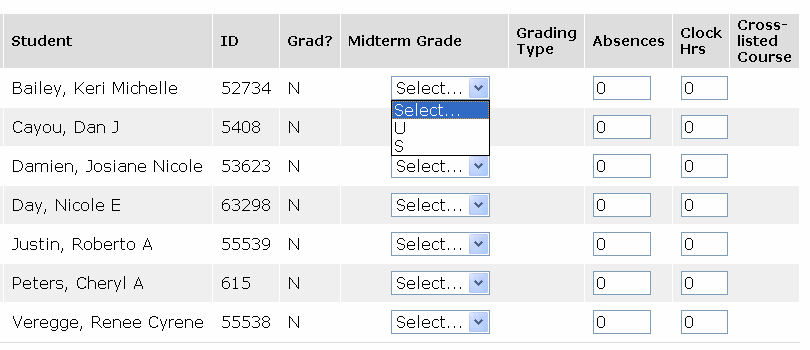 Student ID Grad? Midterm Grade Grading Type Absences Clock Hrs Cross-listed Course
Bailey, Keri Michelle 52734 N Select... 0 0
Select...
Cayou, Dan J 5408 N U 0 0
S
Damien, Josiane Nicole 53623 N Select... 0 0
Day, Nicole E 63298 N Select... 0 0
Justin, Roberto A 55539 N Select... 0 0
Peters, Cheryl A 615 N Select... 0 0
Veregge, Renee Cyrene 55538 N Select... 0 0